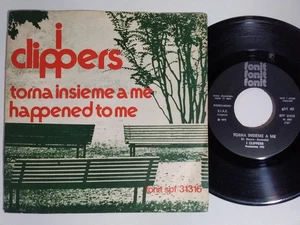 i
clippers
torna insieme a me
happened to me
fonit spf 31316
fonit
fonit
fonit
TORNA INSIEME A ME
I CLIPPERS